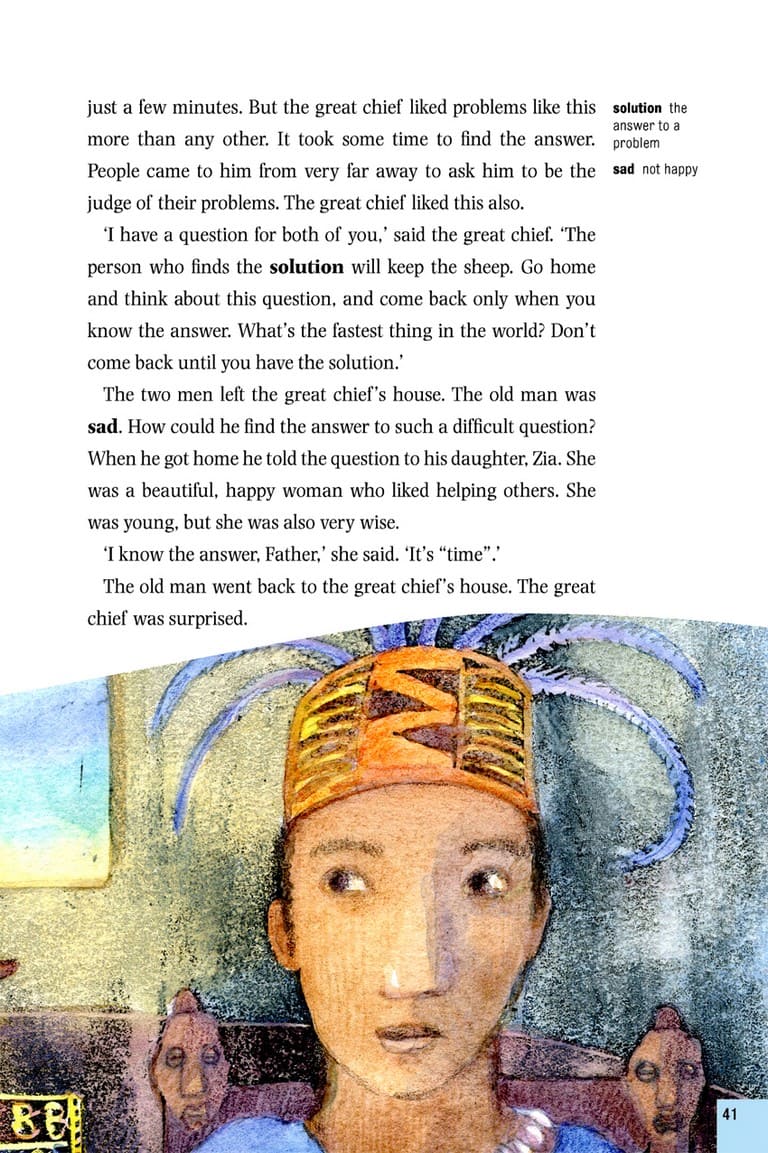 just a few minutes. But the great chief liked problems like this
more than any other. It took some time to find the answer.
People came to him from very far away to ask him to be the
judge of their problems. The great chief liked this also.
‘I have a question for both of you,’ said the great chief. ‘The
person who finds the solution will keep the sheep. Go home
and think about this question, and come back only when you
know the answer. What’s the fastest thing in the world? Don’t
come back until you have the solution.’
The two men left the great chief’s house. The old man was
sad. How could he find the answer to such a difficult question?
When he got home he told the question to his daughter, Zia. She
was a beautiful, happy woman who liked helping others. She
was young, but she was also very wise.
‘I know the answer, Father,’ she said. ‘It’s “time”.’
The old man went back to the great chief’s house. The great
chief was surprised.
solution the
answer to a
problem
sad not happy
41